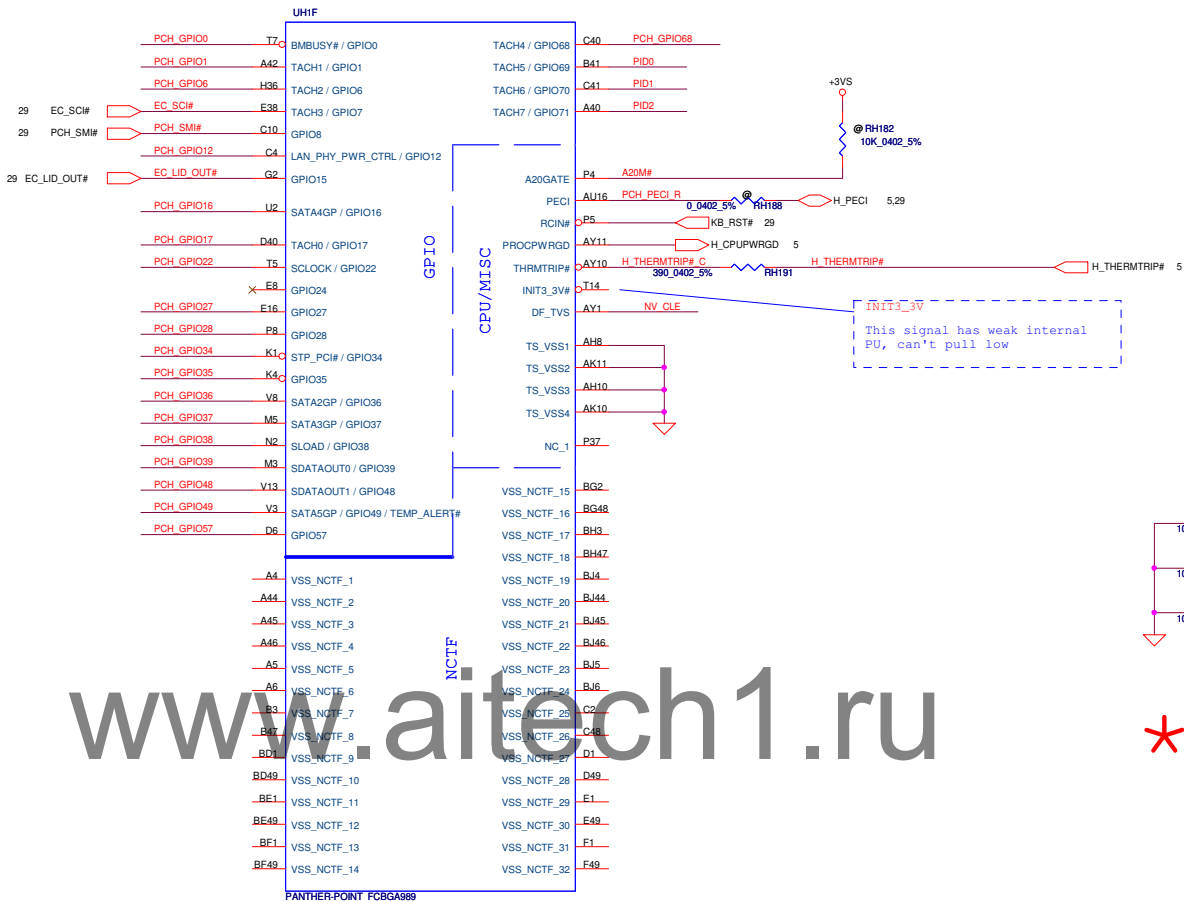 UH1F
PCH_GPIO0 T7 BMBUSY# / GPIO0 TACH4 / GPIO68 C40 PCH_GPIO68
PCH_GPIO1 A42 TACH1 / GPIO1 TACH5 / GPIO69 B41 PID0
PCH_GPIO6 H36 TACH2 / GPIO6 TACH6 / GPIO70 C41 PID1
29 EC_SCI# EC_SCI# E38 TACH3 / GPIO7 TACH7 / GPIO71 A40 PID2
+3VS
29 PCH_SMI# PCH_SMI# C10 GPIO8
@ RH182
10K_0402_5%
PCH_GPIO12 C4 LAN_PHY_PWR_CTRL / GPIO12
29 EC_LID_OUT# EC_LID_OUT# G2 GPIO15 A20GATE P4 A20M#
PECI AU16 PCH_PECI_R 0_0402_5% @ RH188 H_PECI 5,29
PCH_GPIO16 U2 SATA4GP / GPIO16 RCIN# P5 KB_RST# 29
PCH_GPIO17 D40 TACH0 / GPIO17 PROCPWRGD AY11 H_CPUPWRGD 5
PCH_GPIO22 T5 SCLOCK / GPIO22 THRMTRIP# AY10 H_THERMTRIP#_C 390_0402_5% RH191 H_THERMTRIP# H_THERMTRIP# 5
E8 GPIO24 INIT3_3V# T14
PCH_GPIO27 E16 GPIO27 DF_TVS AY1 NV_CLE
INIT3_3V
This signal has weak internal
PU, can't pull low
GPIO
CPU/MISC
PCH_GPIO28 P8 GPIO28
PCH_GPIO34 K1 STP_PCI# / GPIO34 TS_VSS1 AH8
PCH_GPIO35 K4 GPIO35 TS_VSS2 AK11
PCH_GPIO36 V8 SATA2GP / GPIO36 TS_VSS3 AH10
PCH_GPIO37 M5 SATA3GP / GPIO37 TS_VSS4 AK10
PCH_GPIO38 N2 SLOAD / GPIO38 NC_1 P37
PCH_GPIO39 M3 SDATAOUT0 / GPIO39
PCH_GPIO48 V13 SDATAOUT1 / GPIO48 VSS_NCTF_15 BG2
PCH_GPIO49 V3 SATA5GP / GPIO49 / TEMP_ALERT# VSS_NCTF_16 BG48
PCH_GPIO57 D6 GPIO57 VSS_NCTF_17 BH3
VSS_NCTF_18 BH47
A4 VSS_NCTF_1 VSS_NCTF_19 BJ4
A44 VSS_NCTF_2 VSS_NCTF_20 BJ44
A45 VSS_NCTF_3 VSS_NCTF_21 BJ45
A46 VSS_NCTF_4 VSS_NCTF_22 BJ46
NCTF
A5 VSS_NCTF_5 VSS_NCTF_23 BJ5
A6 VSS_NCTF_6 VSS_NCTF_24 BJ6
B3 VSS_NCTF_7 VSS_NCTF_25 C2
B47 VSS_NCTF_8 VSS_NCTF_26 C48
BD1 VSS_NCTF_9 VSS_NCTF_27 D1
BD49 VSS_NCTF_10 VSS_NCTF_28 D49
BE1 VSS_NCTF_11 VSS_NCTF_29 E1
BE49 VSS_NCTF_12 VSS_NCTF_30 E49
BF1 VSS_NCTF_13 VSS_NCTF_31 F1
BF49 VSS_NCTF_14 VSS_NCTF_32 F49
PANTHER-POINT_FCBGA989
www.aitech1.ru
*